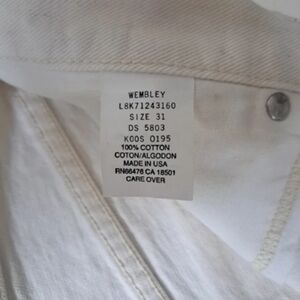 WEMBLEY
L8K71243160
SIZE 31
DS 5803
K00S 0195
100% COTTON
COTON/ALGODON
MADE IN USA
RN66476 CA 18501
CARE OVER